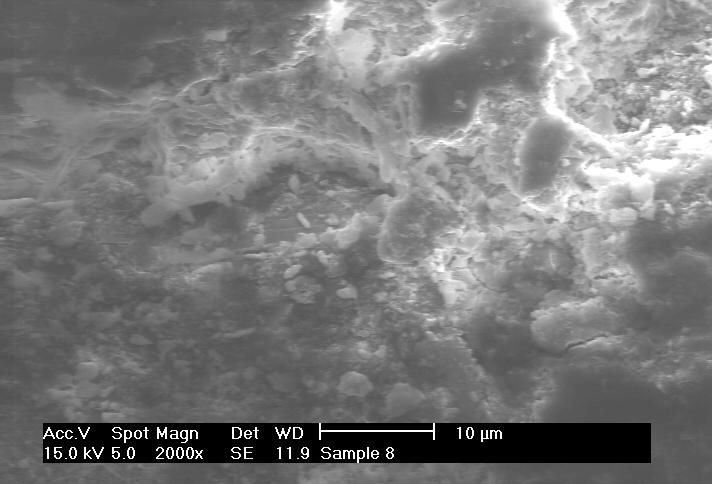 Acc.V Spot Magn Det WD 10 µm
15.0 kV 5.0 2000x SE 11.9 Sample 8